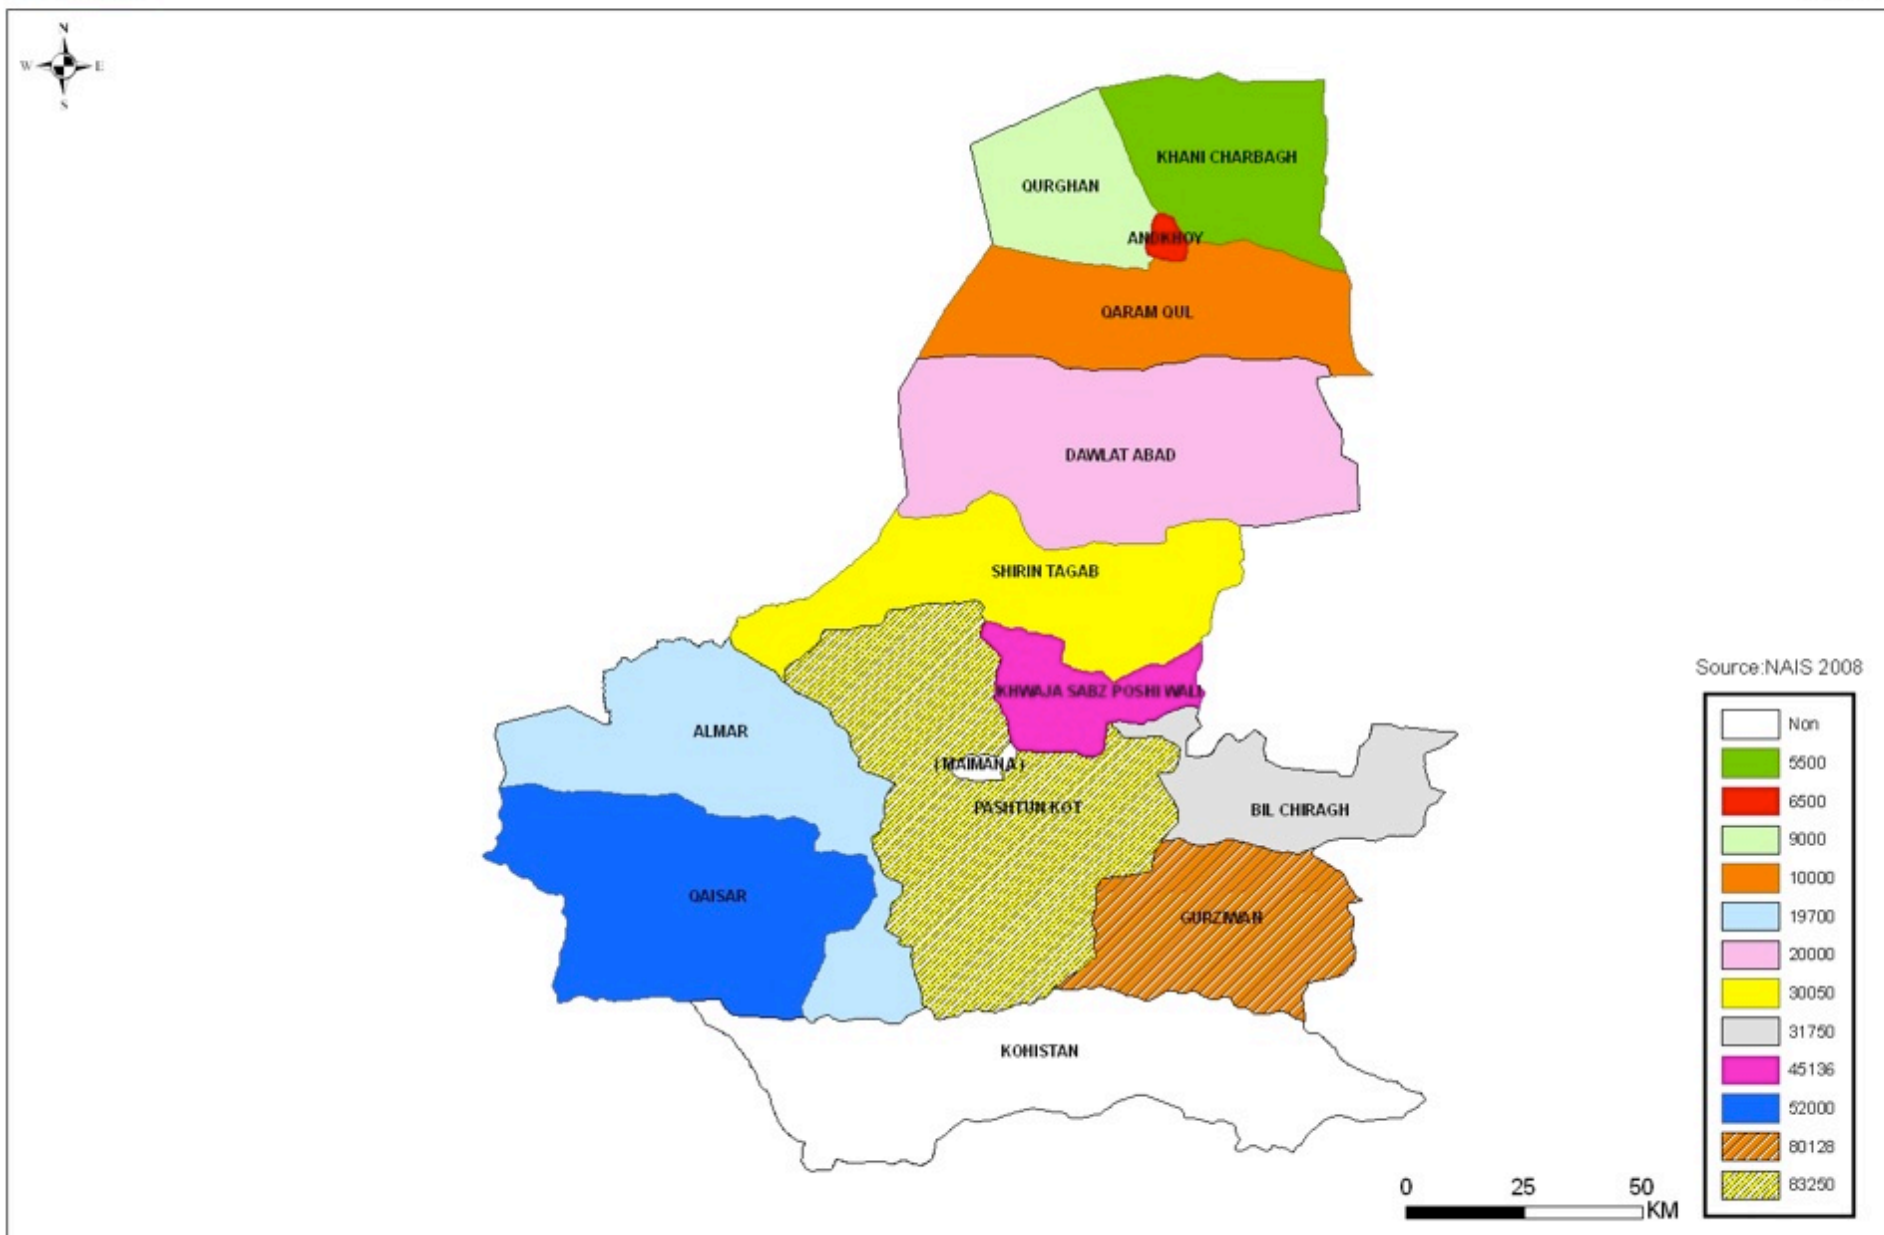 N
W E
S
KHANI CHARBAGH
QURGHAN
ANDKHOY
QARAM QUL
DAWLAT ABAD
SHIRIN TAGAB
KHWAJA SABZ POSHI WALI
ALMAR
( MAIMANA )
PASHTUN KOT
BIL CHIRAGH
QAISAR
GURZIWAN
KOHISTAN
Source:NAIS 2008
Non
5500
6500
9000
10000
19700
20000
30050
31750
45136
52000
80128
83250
0 25 50
KM